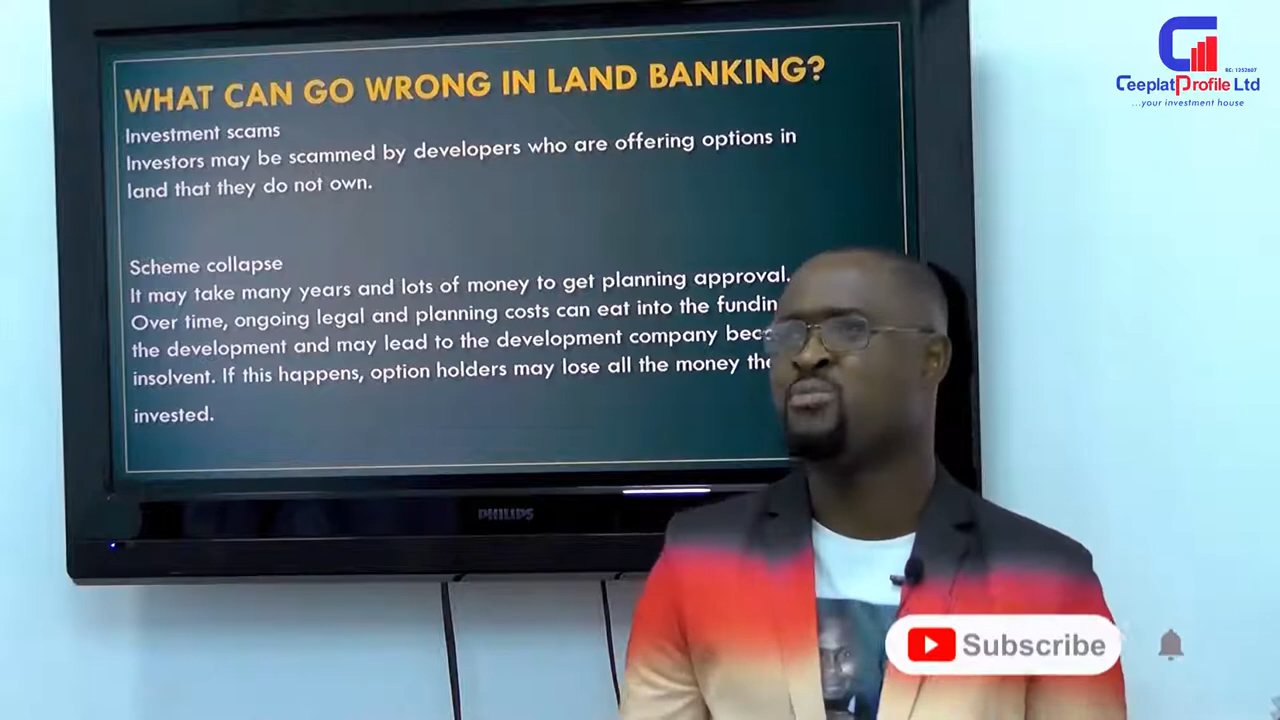 WHAT CAN GO WRONG IN LAND BANKING?
Investment scams
Investors may be scammed by developers who are offering options in
land that they do not own.
Scheme collapse
It may take many years and lots of money to get planning approval.
Over time, ongoing legal and planning costs can eat into the
the development and may lead to the development company
insolvent. If this happens, option holders may lose all the money
invested.
PHILIPS
RC: 1252607
CeeplatProfile Ltd
...your investment house
Subscribe